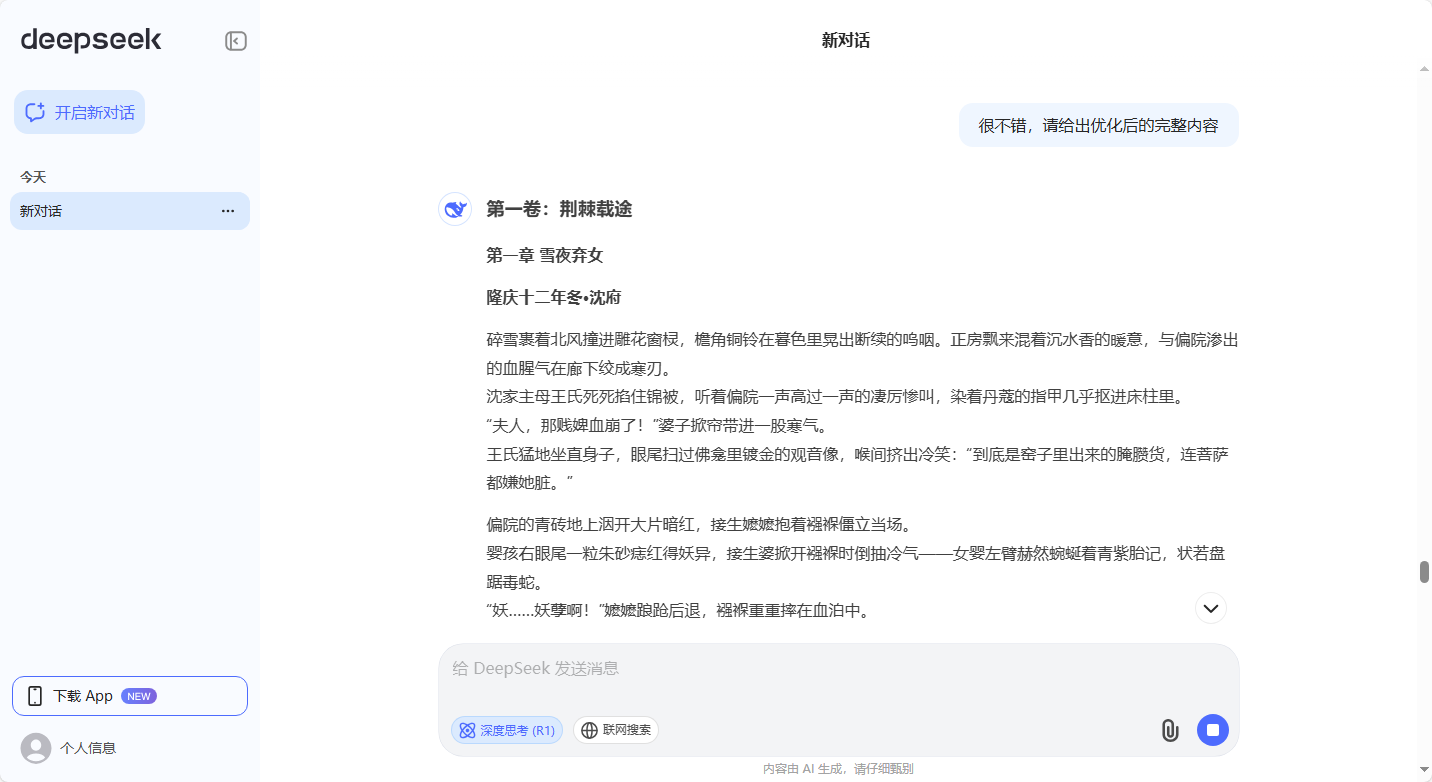 deepseek
开启新对话
今天
新对话
下载 App NEW
个人信息
新对话
很不错，请给出优化后的完整内容
第一卷：荆棘载途
第一章 雪夜弃女
隆庆十二年冬·沈府
碎雪裹着北风撞进雕花窗棂，檐角铜铃在暮色里晃出断续的呜咽。正房飘来混着沉水香的暖意，与偏院渗出
的血腥气在廊下绞成寒刃。
沈家主母王氏死死掐住锦被，听着偏院一声高过一声的凄厉惨叫，染着丹蔻的指甲几乎抠进床柱里。
“夫人，那贱婢血崩了！”婆子掀帘带进一股寒气。
王氏猛地坐直身子，眼尾扫过佛龛里镀金的观音像，喉间挤出冷笑：“到底是窑子里出来的腌臜货，连菩萨
都嫌她脏。”
偏院的青砖地上洇开大片暗红，接生嬷嬷抱着襁褓僵立当场。
婴孩右眼尾一粒朱砂痣红得妖异，接生婆掀开襁褓时倒抽冷气——女婴左臂赫然蜿蜒着青紫胎记，状若盘
踞毒蛇。
“妖……妖孽啊！”嬷嬷踉跄后退，襁褓重重摔在血泊中。
给 DeepSeek 发送消息
深度思考 (R1)
联网搜索
内容由 AI 生成，请仔细甄别